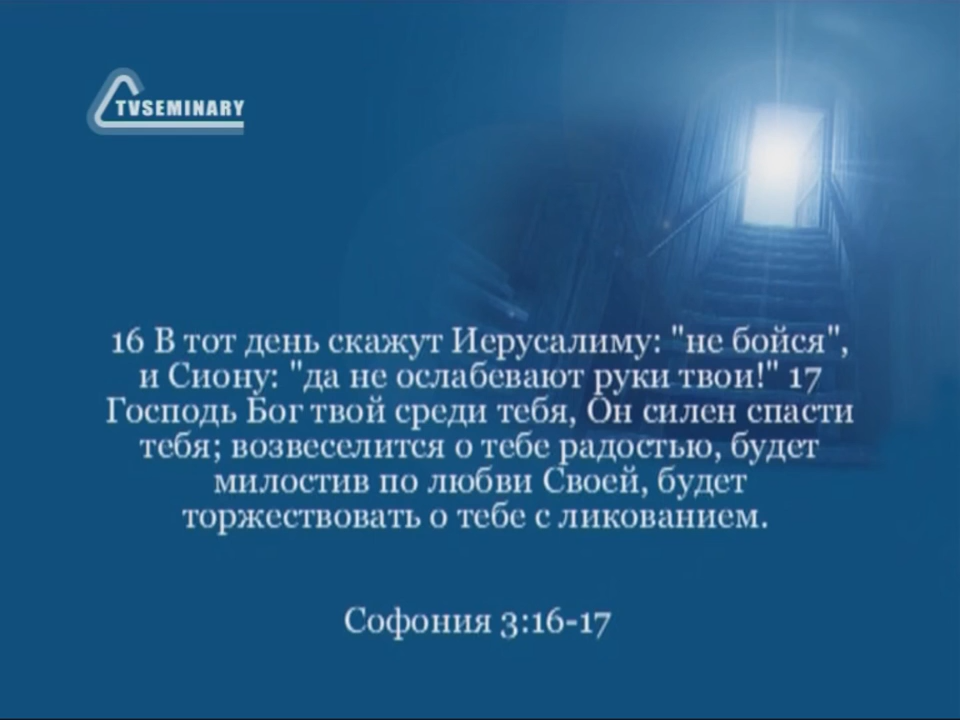 TVSEMINARY
16 В тот день скажут Иерусалиму: "не бойся",
и Сиону: "да не ослабевают руки твои!" 17
Господь Бог твой среди тебя, Он силен спасти
тебя; возвеселится о тебе радостью, будет
милостив по любви Своей, будет
торжествовать о тебе с ликованием.
Софония 3:16-17